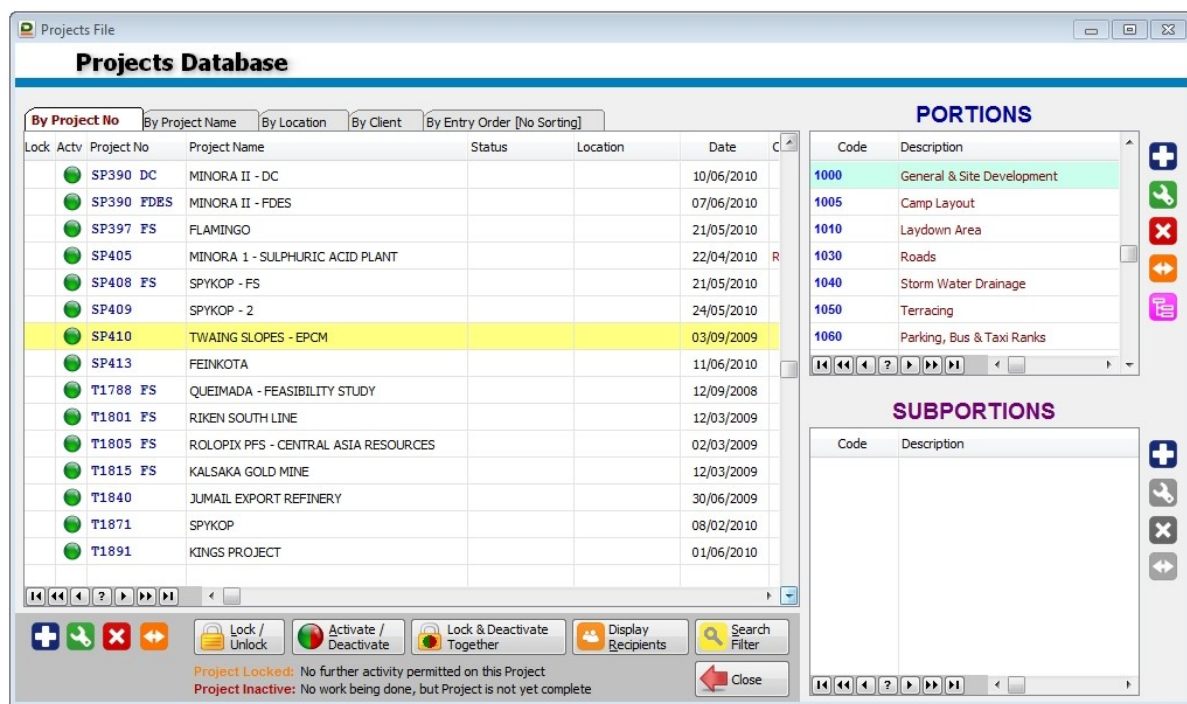 Projects File
Projects Database
By Project No By Project Name By Location By Client By Entry Order [No Sorting]
Lock Actv Project No Project Name Status Location Date C
SP390 DC MINORA II - DC 10/06/2010
SP390 FDES MINORA II - FDES 07/06/2010
SP397 FS FLAMINGO 21/05/2010
SP405 MINORA 1 - SULPHURIC ACID PLANT 22/04/2010 R
SP408 FS SPYKOP - FS 21/05/2010
SP409 SPYKOP - 2 24/05/2010
SP410 TWAING SLOPES - EPCM 03/09/2009
SP413 FEINKOTA 11/06/2010
T1788 FS QUEIMADA - FEASIBILITY STUDY 12/09/2008
T1801 FS RIKEN SOUTH LINE 12/03/2009
T1805 FS ROLOPIX PFS - CENTRAL ASIA RESOURCES 02/03/2009
T1815 FS KALSAKA GOLD MINE 12/03/2009
T1840 JUMAIL EXPORT REFINERY 30/06/2009
T1871 SPYKOP 08/02/2010
T1891 KINGS PROJECT 01/06/2010
?
Lock / Unlock
Activate / Deactivate
Lock & Deactivate Together
Display Recipients
Search Filter
Project Locked: No further activity permitted on this Project
Project Inactive: No work being done, but Project is not yet complete
Close
PORTIONS
Code Description
1000 General & Site Development
1005 Camp Layout
1010 Laydown Area
1030 Roads
1040 Storm Water Drainage
1050 Terracing
1060 Parking, Bus & Taxi Ranks
?
SUBPORTIONS
Code Description
?